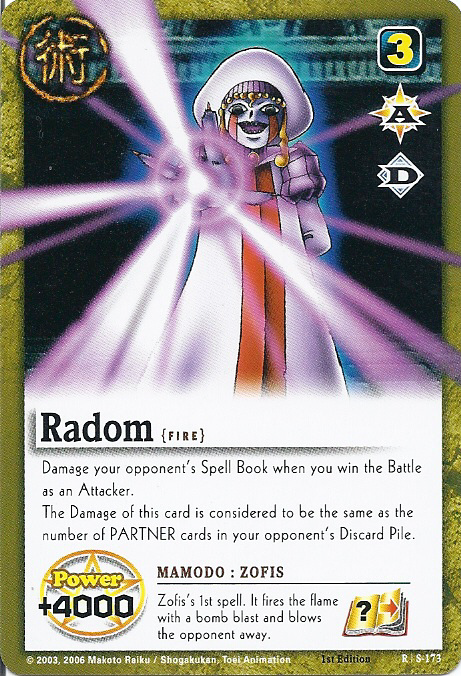 術
3
A
D
Radom {FIRE}
Damage your opponent's Spell Book when you win the Battle
as an Attacker.
The Damage of this card is considered to be the same as the
number of PARTNER cards in your opponent's Discard Pile.
Power
+4000
MAMODO : ZOFIS
Zofis's 1st spell. It fires the flame
with a bomb blast and blows
the opponent away.
?
© 2003, 2006 Makoto Raiku / Shogakukan, Toei Animation 1st Edition R | S-173